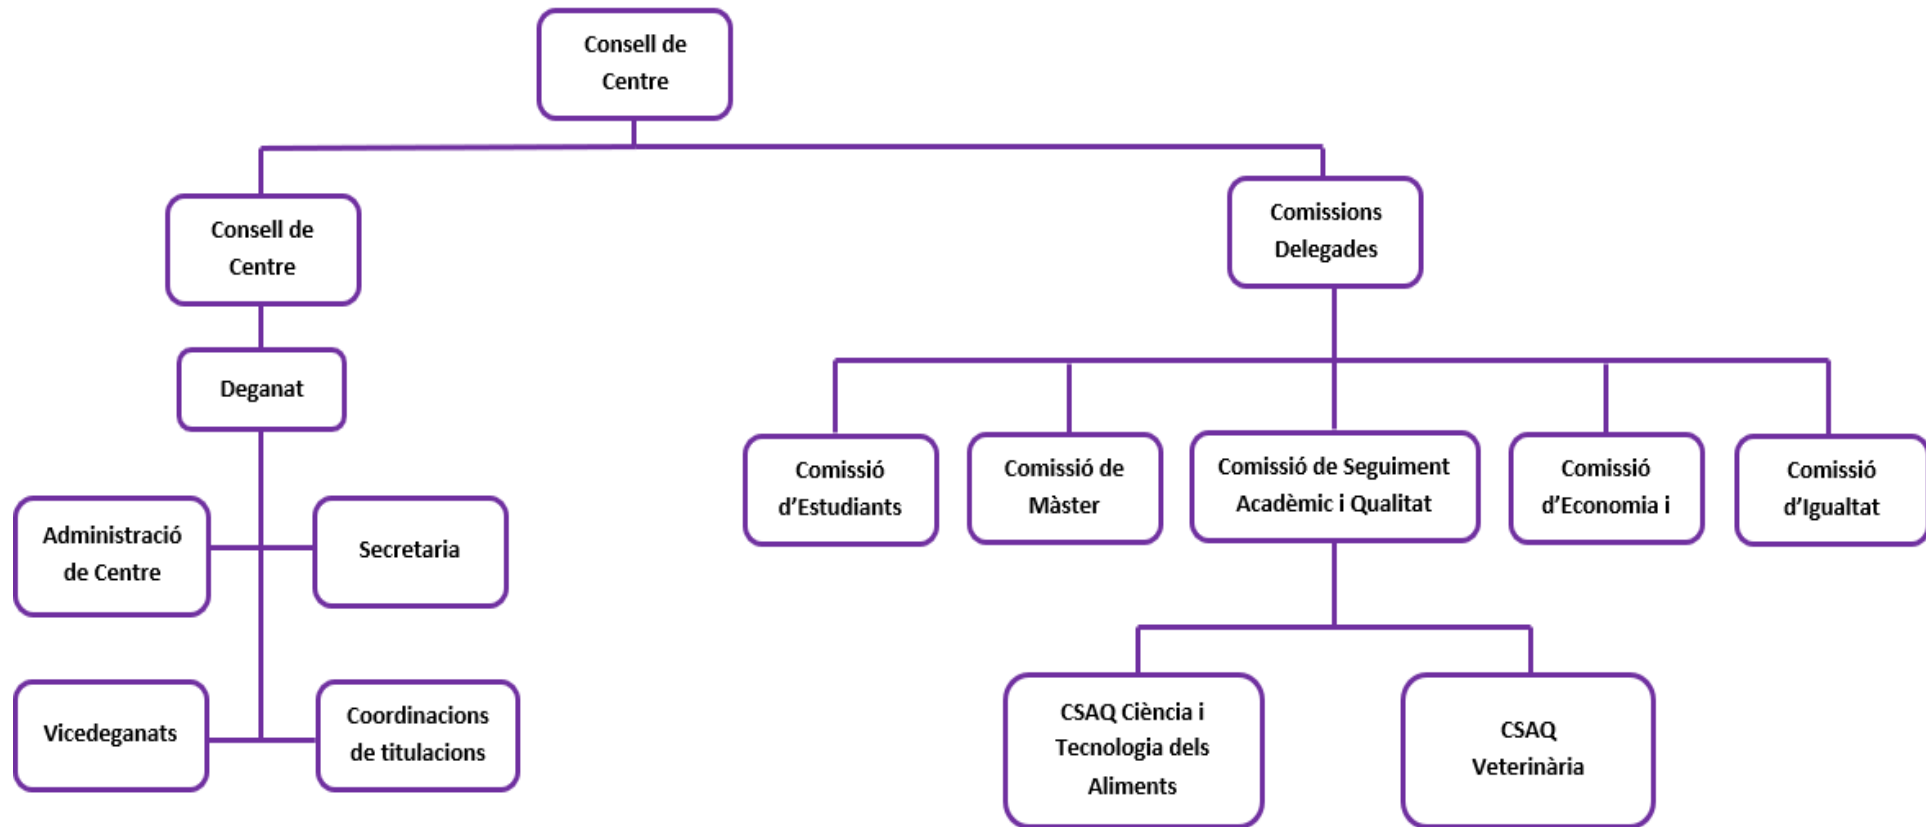 Consell de
Centre
Consell de
Centre
Comissions
Delegades
Deganat
Comissió
d’Estudiants
Comissió de
Màster
Comissió de Seguiment
Acadèmic i Qualitat
Comissió
d’Economia i
Comissió
d’Igualtat
Administració
de Centre
Secretaria
Vicedeganats
Coordinacions
de titulacions
CSAQ Ciència i
Tecnologia dels
Aliments
CSAQ
Veterinària